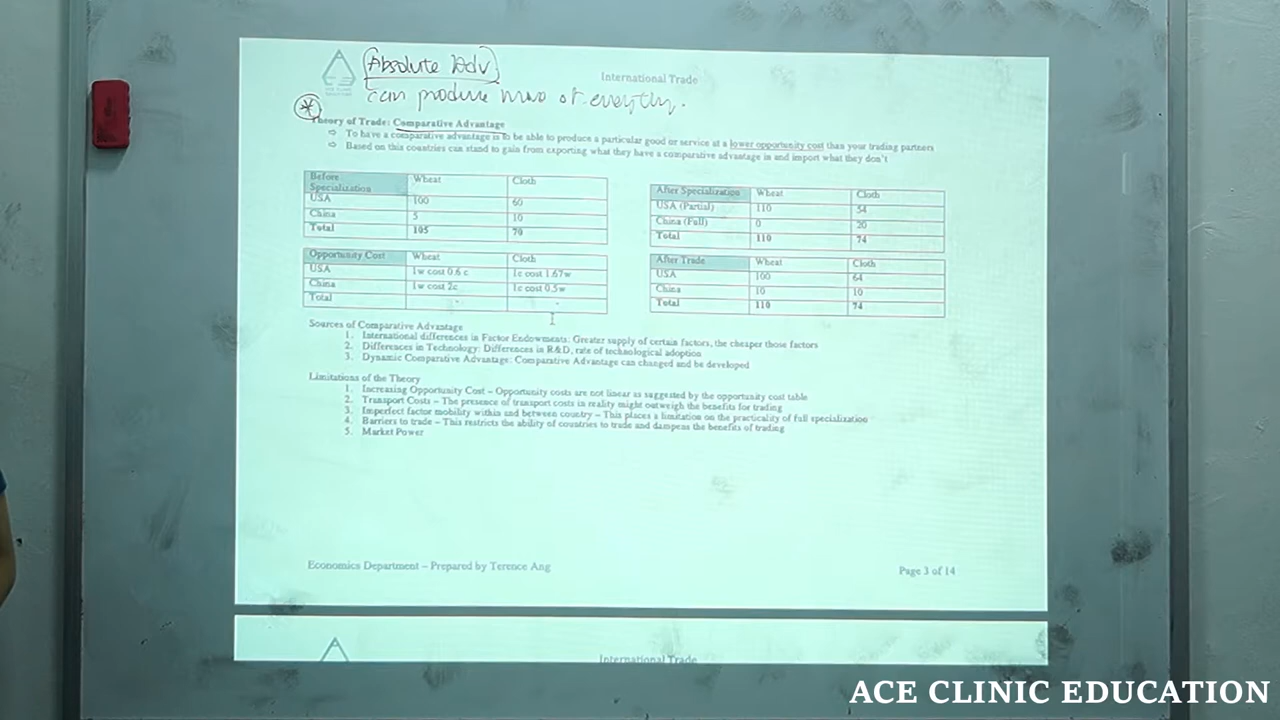 Absolute Adv
International Trade
can produce more of everything.
Theory of Trade: Comparative Advantage
⇨ To have a comparative advantage is to be able to produce a particular good or service at a lower opportunity cost than your trading partners
⇨ Based on this countries can stand to gain from exporting what they have a comparative advantage in and import what they don't
Before Specialization Wheat Cloth
USA 100 60
China 5 10
Total 105 70
After Specialization Wheat Cloth
USA (Partial) 110 54
China (Full) 0 20
Total 110 74
Opportunity Cost Wheat Cloth
USA 1w cost 0.6 c 1c cost 1.67w
China 1w cost 2c 1c cost 0.5w
Total - -
After Trade Wheat Cloth
USA 100 64
China 10 10
Total 110 74
Sources of Comparative Advantage
1. International differences in Factor Endowments: Greater supply of certain factors, the cheaper those factors
2. Differences in Technology: Differences in R&D, rate of technological adoption
3. Dynamic Comparative Advantage: Comparative Advantage can changed and be developed
Limitations of the Theory
1. Increasing Opportunity Cost – Opportunity costs are not linear as suggested by the opportunity cost table
2. Transport Costs – The presence of transport costs in reality might outweigh the benefits for trading
3. Imperfect factor mobility within and between country – This places a limitation on the practicality of full specialization
4. Barriers to trade – This restricts the ability of countries to trade and dampens the benefits of trading
5. Market Power
Economics Department – Prepared by Terence Ang
Page 3 of 14
International Trade
ACE CLINIC EDUCATION